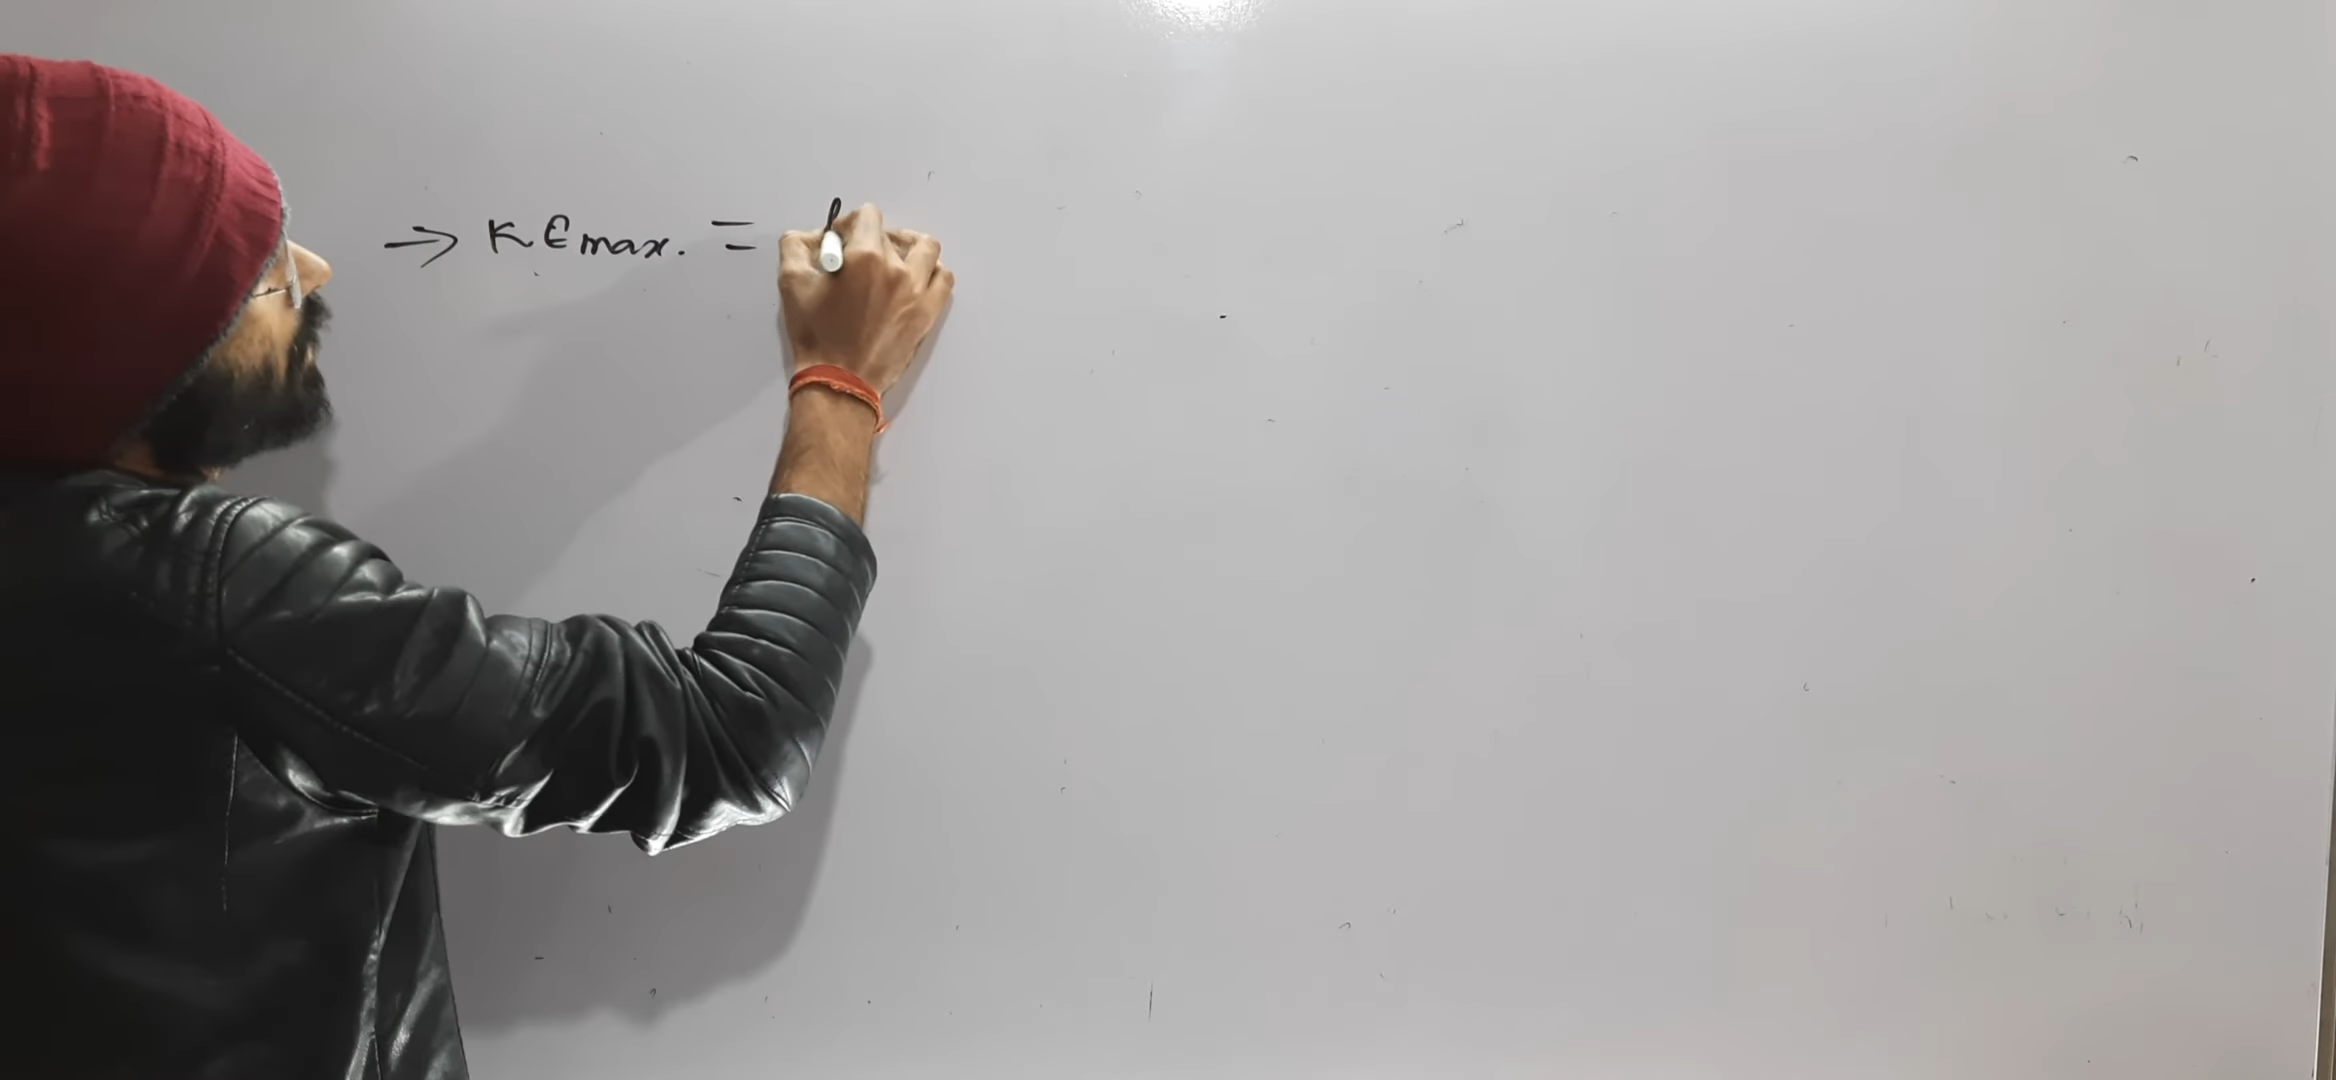 → KEmax. =